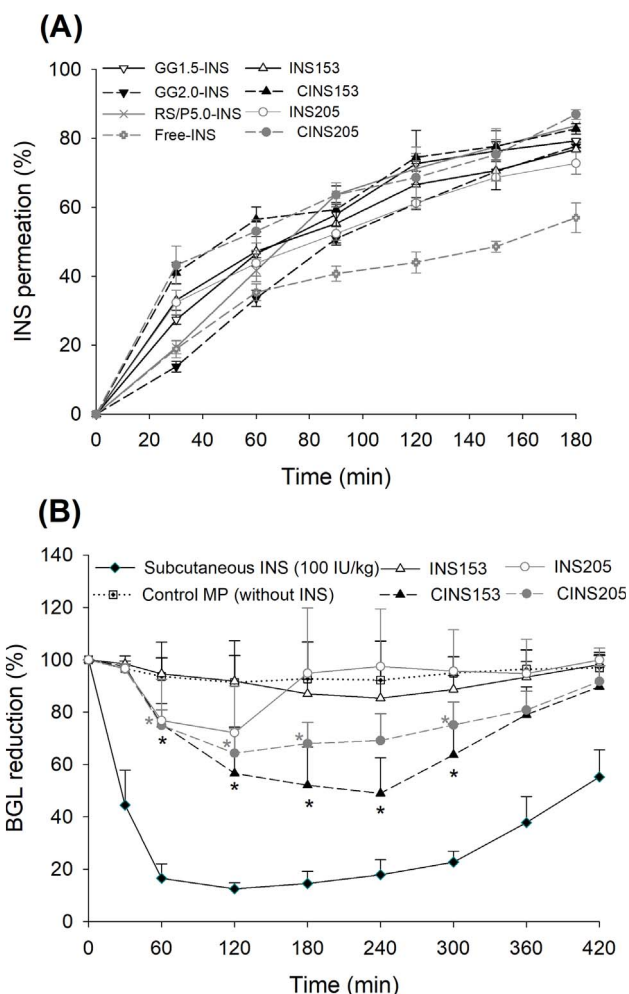 (A)
GG1.5-INS
INS153
GG2.0-INS
CINS153
RS/P5.0-INS
INS205
Free-INS
CINS205
100
80
60
40
20
0
INS permeation (%)
0 20 40 60 80 100 120 140 160 180
Time (min)
(B)
140
120
100
80
60
40
20
0
BGL reduction (%)
Subcutaneous INS (100 IU/kg)
INS153
INS205
Control MP (without INS)
CINS153
CINS205
* * * *
* * * * *
0 60 120 180 240 300 360 420
Time (min)